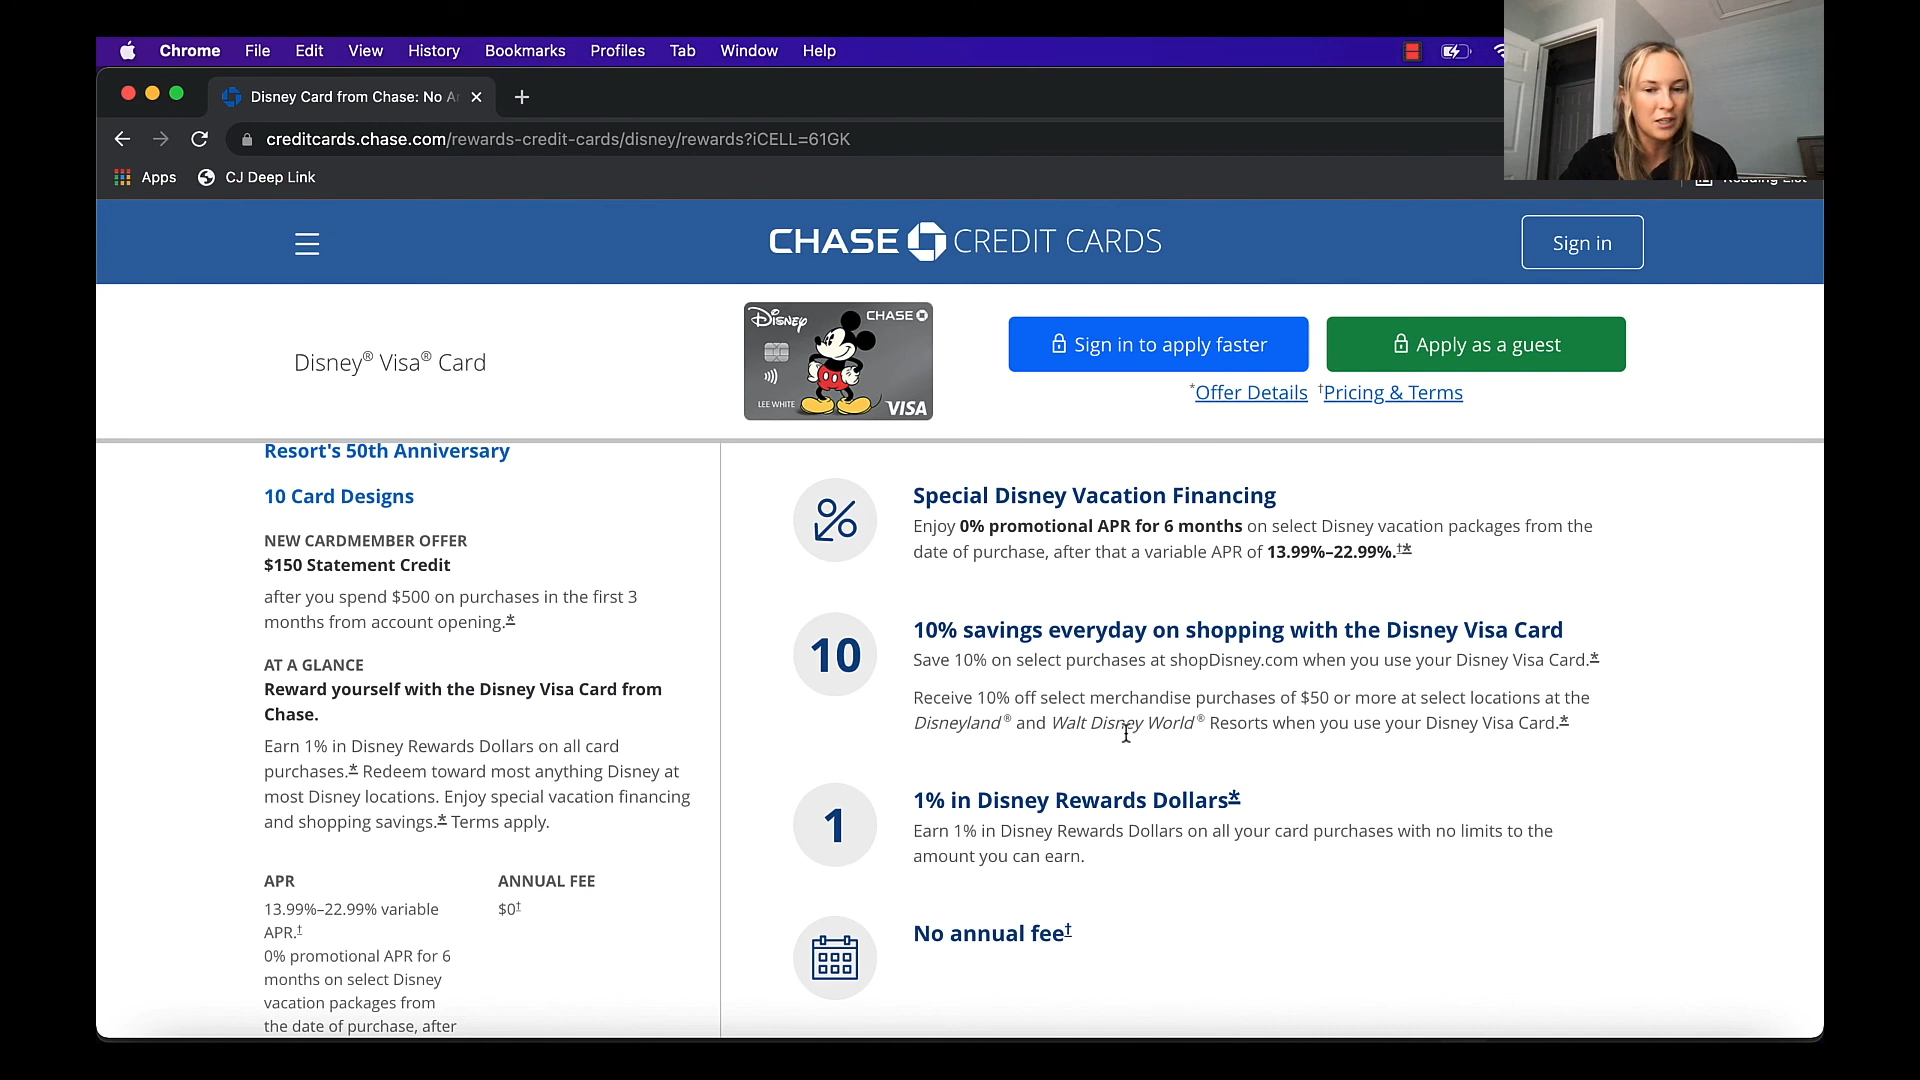 Chrome File Edit View History Bookmarks Profiles Tab Window Help
Disney Card from Chase: No A
creditcards.chase.com/rewards-credit-cards/disney/rewards?iCELL=61GK
Apps CJ Deep Link
CHASE CREDIT CARDS
Sign in
Disney® Visa® Card
Disney CHASE
LEE WHITE VISA
Sign in to apply faster
Apply as a guest
*Offer Details †Pricing & Terms
Resort's 50th Anniversary
10 Card Designs
NEW CARDMEMBER OFFER
$150 Statement Credit
after you spend $500 on purchases in the first 3
months from account opening.*
AT A GLANCE
Reward yourself with the Disney Visa Card from
Chase.
Earn 1% in Disney Rewards Dollars on all card
purchases.* Redeem toward most anything Disney at
most Disney locations. Enjoy special vacation financing
and shopping savings.* Terms apply.
APR
13.99%–22.99% variable
APR.†
0% promotional APR for 6
months on select Disney
vacation packages from
the date of purchase, after
ANNUAL FEE
$0†
Special Disney Vacation Financing
Enjoy 0% promotional APR for 6 months on select Disney vacation packages from the
date of purchase, after that a variable APR of 13.99%–22.99%.†*
10
10% savings everyday on shopping with the Disney Visa Card
Save 10% on select purchases at shopDisney.com when you use your Disney Visa Card.*
Receive 10% off select merchandise purchases of $50 or more at select locations at the
Disneyland® and Walt Disney World® Resorts when you use your Disney Visa Card.*
1
1% in Disney Rewards Dollars*
Earn 1% in Disney Rewards Dollars on all your card purchases with no limits to the
amount you can earn.
No annual fee†